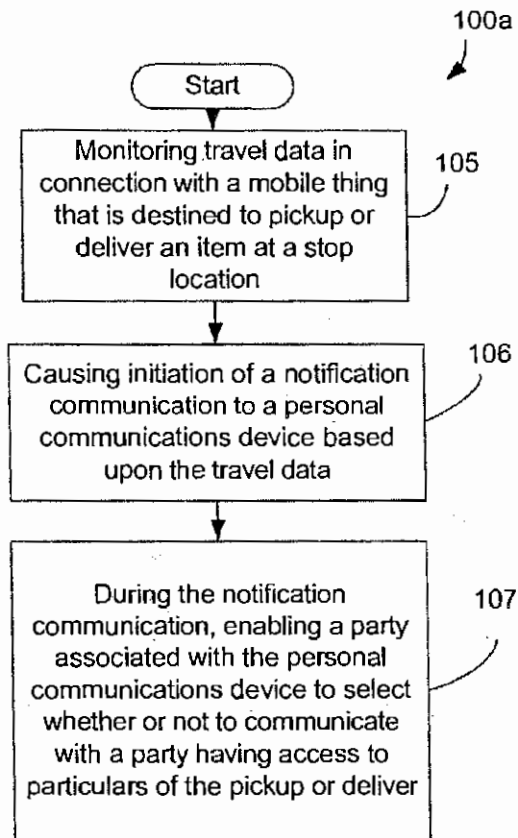 100a
Start
Monitoring travel data in
connection with a mobile thing
that is destined to pickup or
deliver an item at a stop
location
105
Causing initiation of a notification
communication to a personal
communications device based
upon the travel data
106
During the notification
communication, enabling a party
associated with the personal
communications device to select
whether or not to communicate
with a party having access to
particulars of the pickup or deliver
107